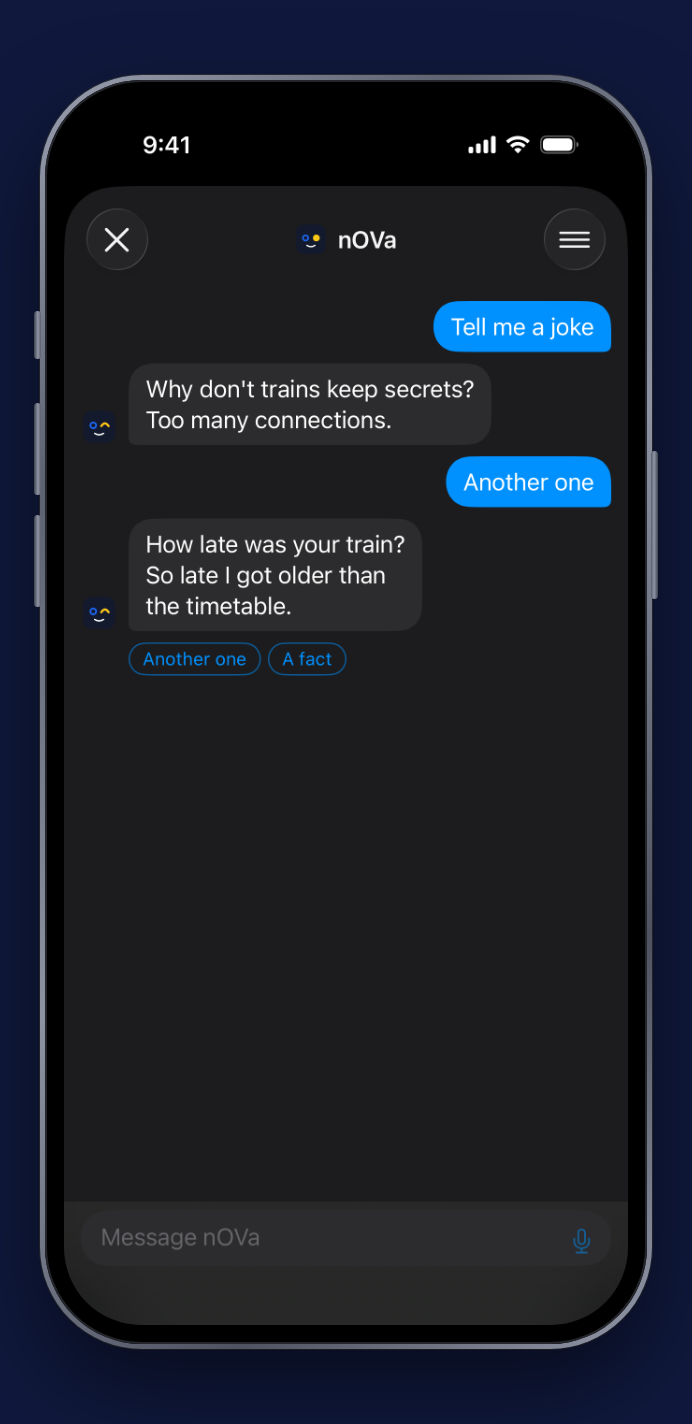 9:41
nOVa
Tell me a joke
Why don't trains keep secrets?
Too many connections.
Another one
How late was your train?
So late I got older than
the timetable.
Another one
A fact
Message nOVa